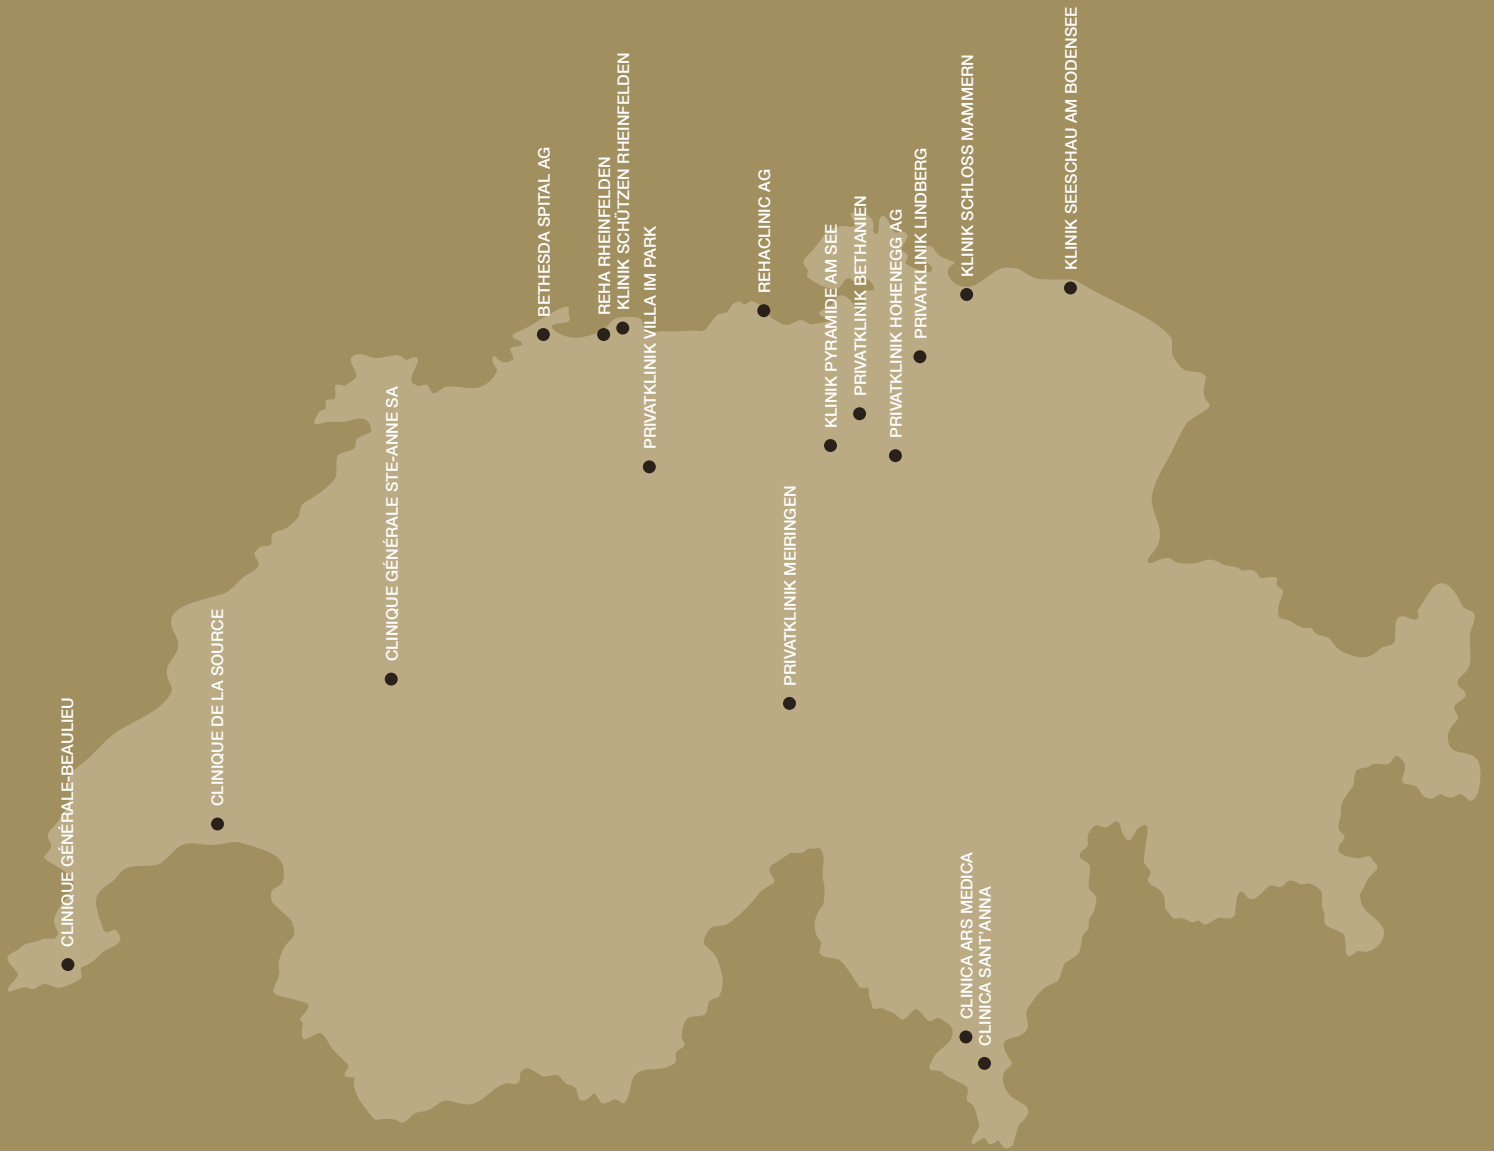 CLINIQUE GÉNÉRALE-BEAULIEU
CLINIQUE DE LA SOURCE
CLINIQUE GÉNÉRALE STE-ANNE SA
BETHESDA SPITAL AG
REHA RHEINFELDEN
KLINIK SCHÜTZEN RHEINFELDEN
PRIVATKLINIK VILLA IM PARK
REHACLINIC AG
PRIVATKLINIK MEIRINGEN
KLINIK PYRAMIDE AM SEE
PRIVATKLINIK BETHANIEN
PRIVATKLINIK HOHENEGG AG
PRIVATKLINIK LINDBERG
KLINIK SCHLOSS MAMMERN
CLINICA ARS MEDICA
CLINICA SANT'ANNA
KLINIK SEESCHAU AM BODENSEE